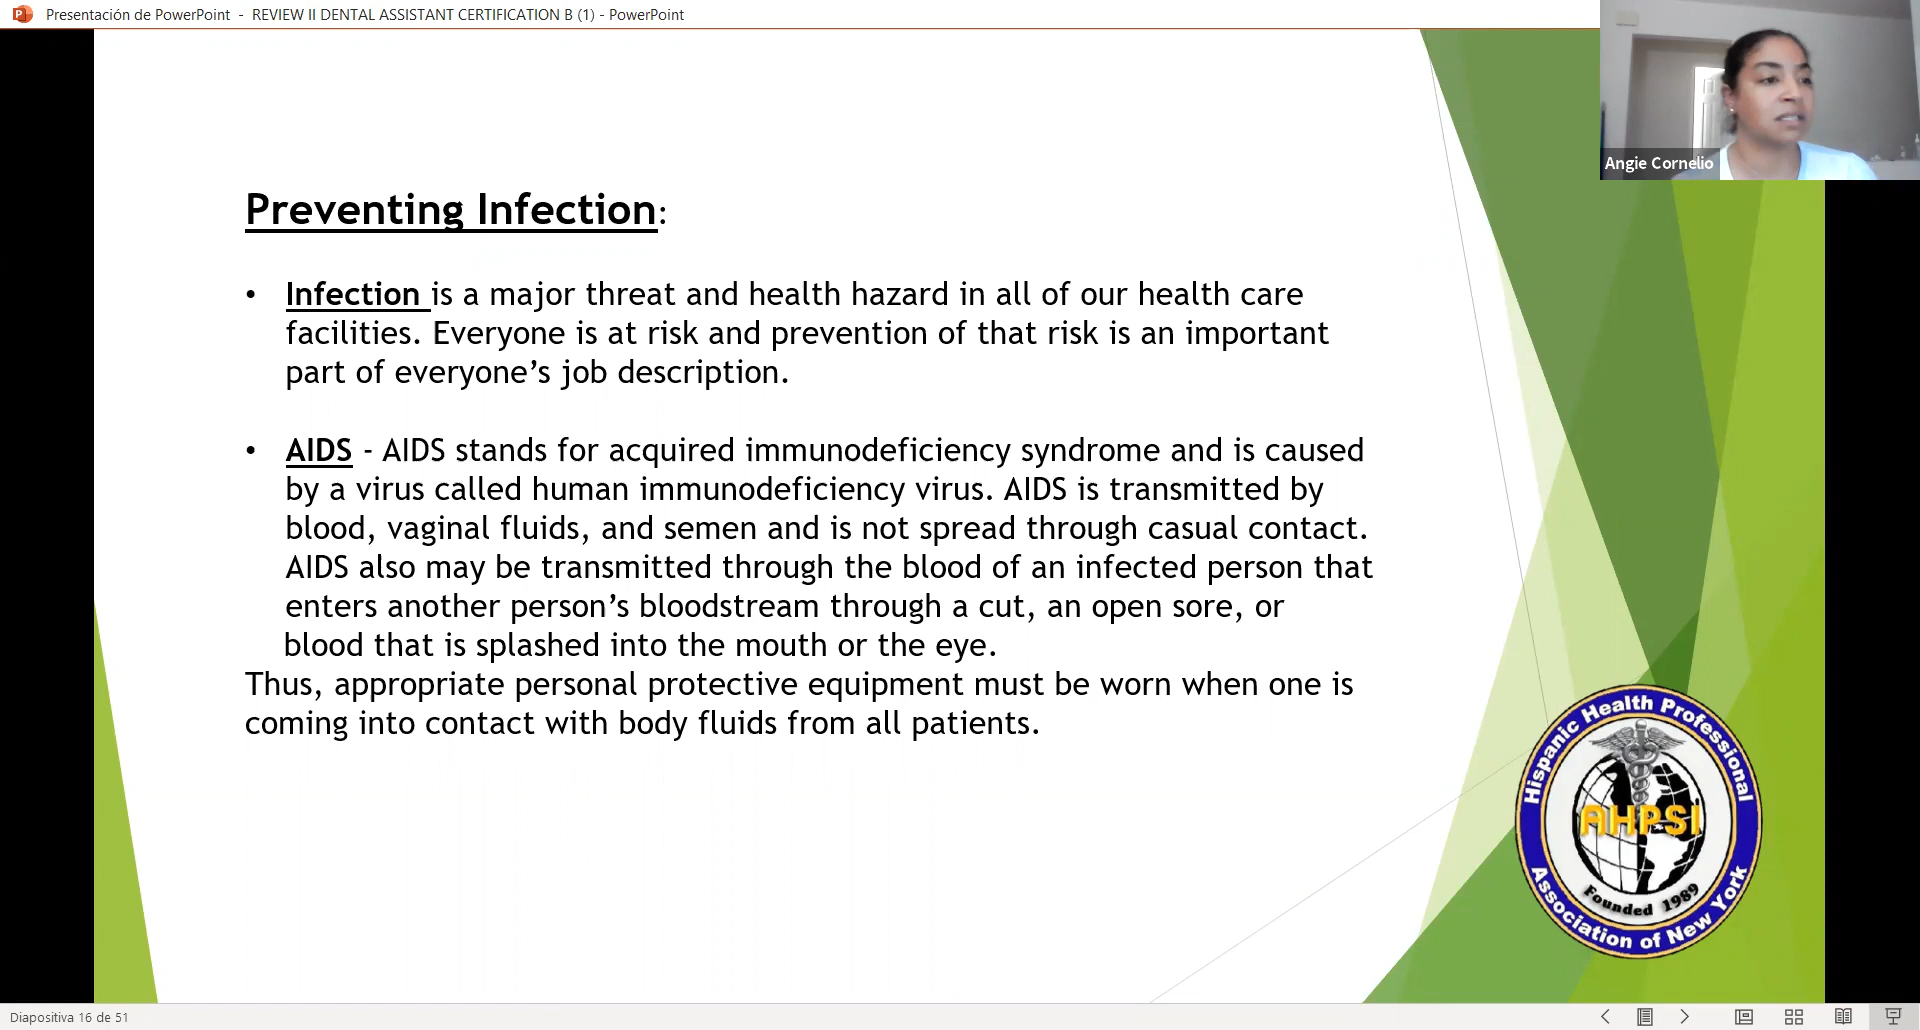 Presentación de PowerPoint - REVIEW II DENTAL ASSISTANT CERTIFICATION B (1) - PowerPoint
Angie Cornelio
Preventing Infection:
• Infection is a major threat and health hazard in all of our health care
facilities. Everyone is at risk and prevention of that risk is an important
part of everyone’s job description.
• AIDS - AIDS stands for acquired immunodeficiency syndrome and is caused
by a virus called human immunodeficiency virus. AIDS is transmitted by
blood, vaginal fluids, and semen and is not spread through casual contact.
AIDS also may be transmitted through the blood of an infected person that
enters another person’s bloodstream through a cut, an open sore, or
blood that is splashed into the mouth or the eye.
Thus, appropriate personal protective equipment must be worn when one is
coming into contact with body fluids from all patients.
Hispanic Health Professional
AHPSI
Founded 1989
Association of New York
Diapositiva 16 de 51